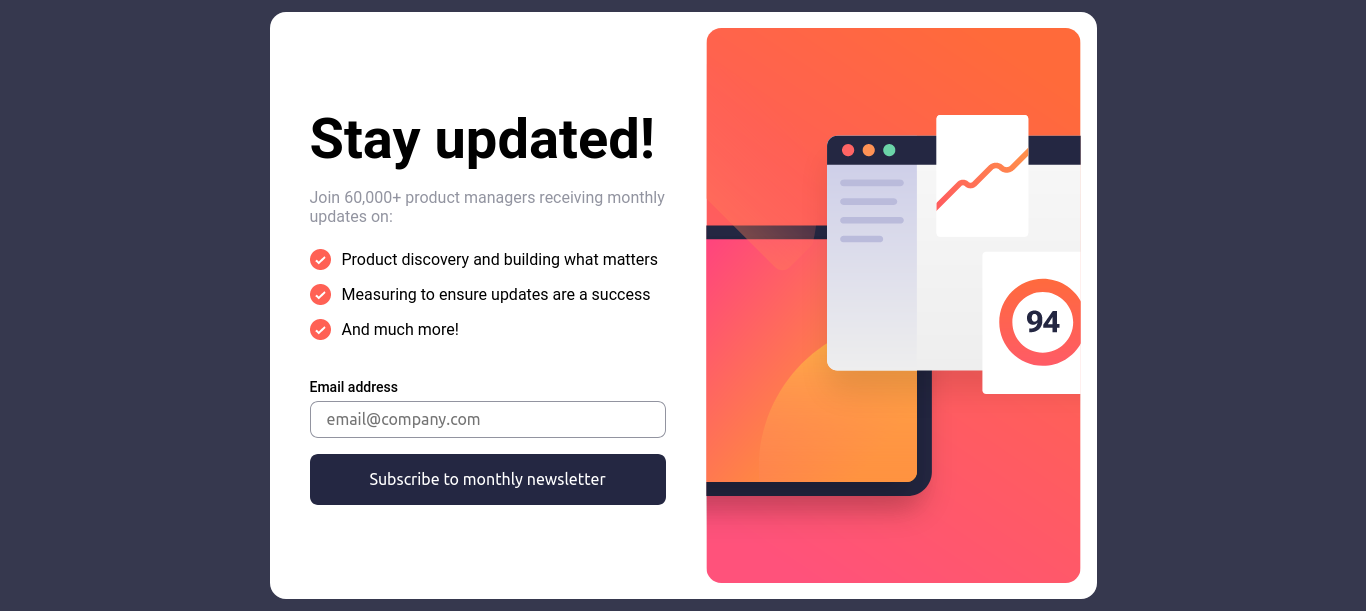 Stay updated!
Join 60,000+ product managers receiving monthly
updates on:
Product discovery and building what matters
Measuring to ensure updates are a success
And much more!
Email address
email@company.com
Subscribe to monthly newsletter
94